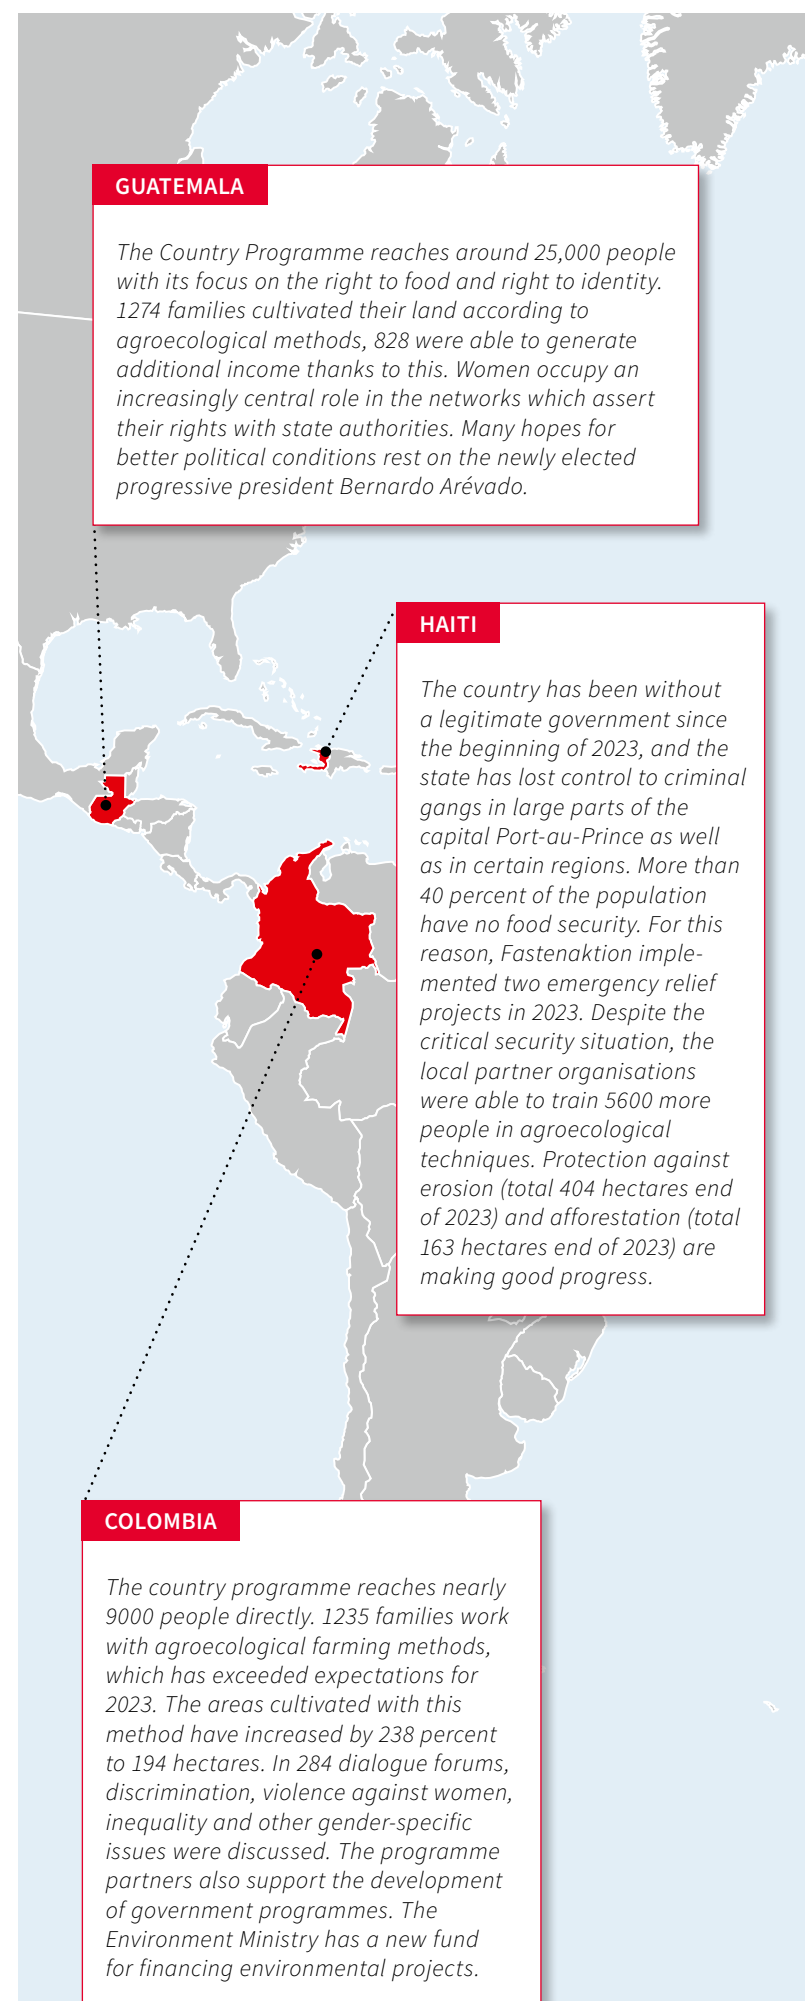 GUATEMALA
The Country Programme reaches around 25,000 people
with its focus on the right to food and right to identity.
1274 families cultivated their land according to
agroecological methods, 828 were able to generate
additional income thanks to this. Women occupy an
increasingly central role in the networks which assert
their rights with state authorities. Many hopes for
better political conditions rest on the newly elected
progressive president Bernardo Arévado.
HAITI
The country has been without
a legitimate government since
the beginning of 2023, and the
state has lost control to criminal
gangs in large parts of the
capital Port-au-Prince as well
as in certain regions. More than
40 percent of the population
have no food security. For this
reason, Fastenaktion imple-
mented two emergency relief
projects in 2023. Despite the
critical security situation, the
local partner organisations
were able to train 5600 more
people in agroecological
techniques. Protection against
erosion (total 404 hectares end
of 2023) and afforestation (total
163 hectares end of 2023) are
making good progress.
COLOMBIA
The country programme reaches nearly
9000 people directly. 1235 families work
with agroecological farming methods,
which has exceeded expectations for
2023. The areas cultivated with this
method have increased by 238 percent
to 194 hectares. In 284 dialogue forums,
discrimination, violence against women,
inequality and other gender-specific
issues were discussed. The programme
partners also support the development
of government programmes. The
Environment Ministry has a new fund
for financing environmental projects.